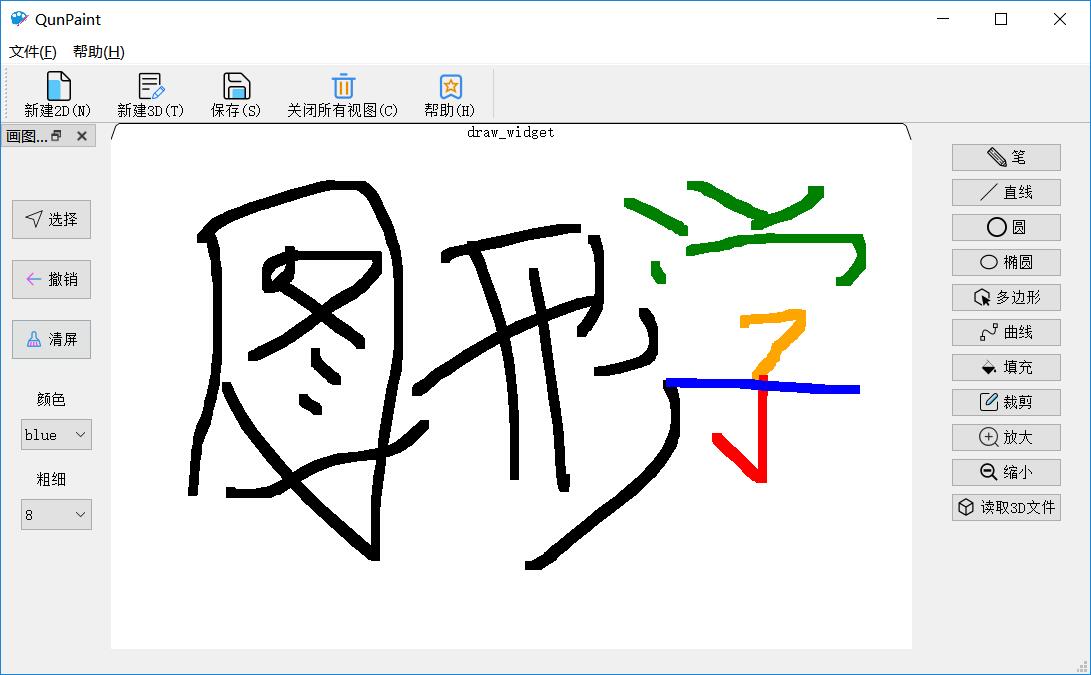 QunPaint
文件(F) 帮助(H)
新建2D(N) 新建3D(T) 保存(S) 关闭所有视图(C) 帮助(H)
画图...
draw_widget
选择
撤销
清屏
颜色
blue
粗细
8
图形学
笔
直线
圆
椭圆
多边形
曲线
填充
裁剪
放大
缩小
读取3D文件